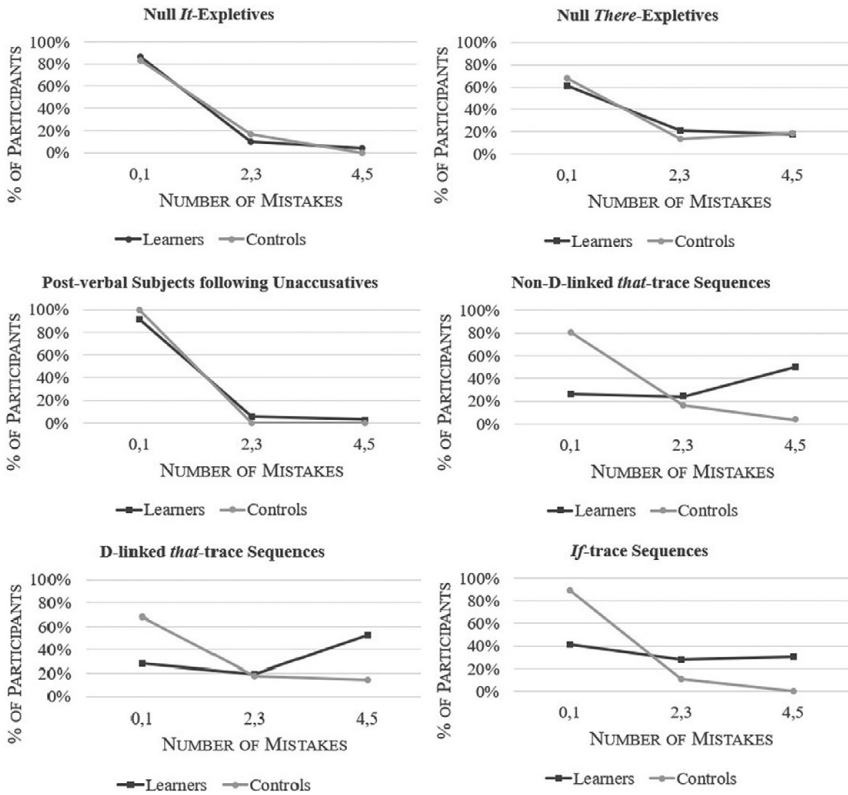 Null It-Expletives
% OF PARTICIPANTS
100%
80%
60%
40%
20%
0%
0,1 2,3 4,5
NUMBER OF MISTAKES
Learners Controls
Null There-Expletives
% OF PARTICIPANTS
100%
80%
60%
40%
20%
0%
0,1 2,3 4,5
NUMBER OF MISTAKES
Learners Controls
Post-verbal Subjects following Unaccusatives
% OF PARTICIPANTS
100%
80%
60%
40%
20%
0%
0,1 2,3 4,5
NUMBER OF MISTAKES
Learners Controls
Non-D-linked that-trace Sequences
% OF PARTICIPANTS
100%
80%
60%
40%
20%
0%
0,1 2,3 4,5
NUMBER OF MISTAKES
Learners Controls
D-linked that-trace Sequences
% OF PARTICIPANTS
100%
80%
60%
40%
20%
0%
0,1 2,3 4,5
NUMBER OF MISTAKES
Learners Controls
If-trace Sequences
% OF PARTICIPANTS
100%
80%
60%
40%
20%
0%
0,1 2,3 4,5
NUMBER OF MISTAKES
Learners Controls